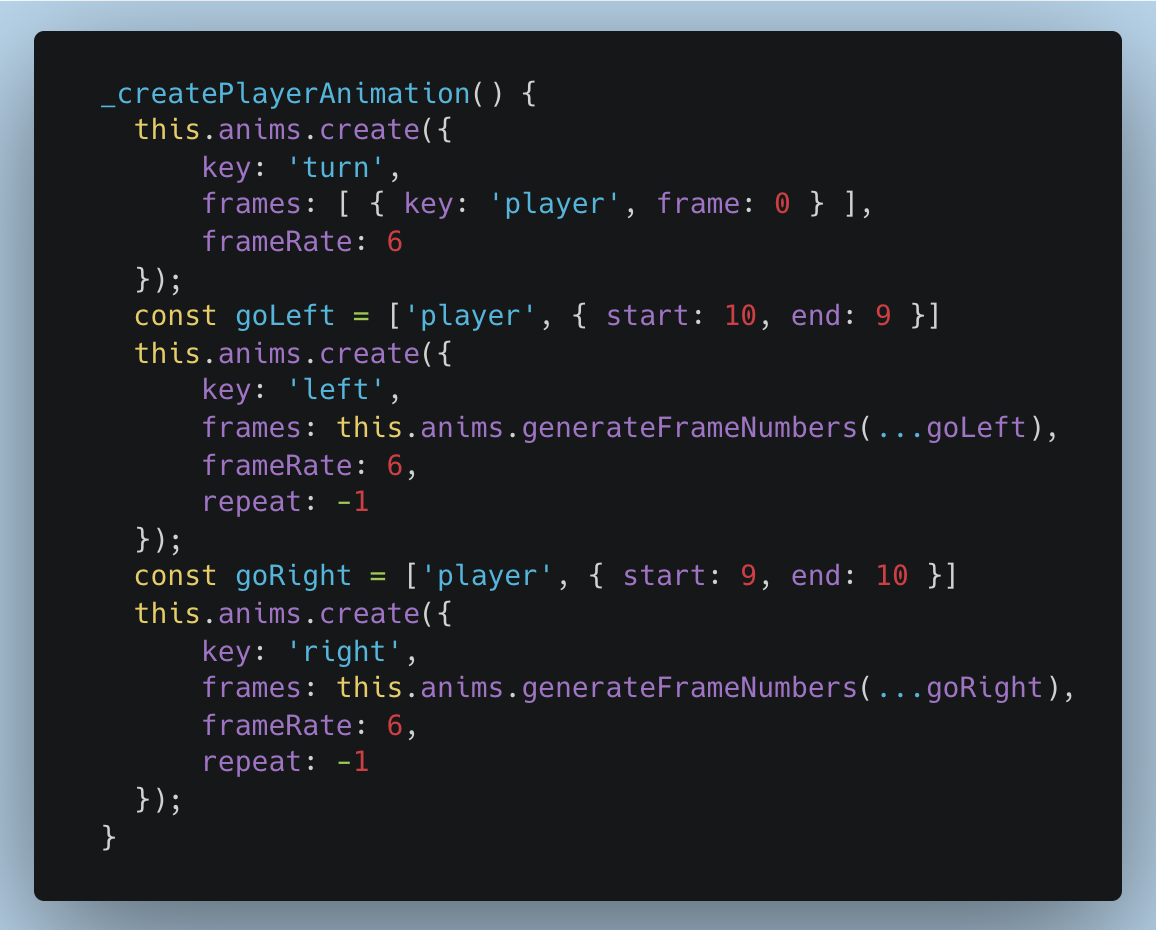 _createPlayerAnimation() {
  this.anims.create({
      key: 'turn',
      frames: [ { key: 'player', frame: 0 } ],
      frameRate: 6
  });
  const goLeft = ['player', { start: 10, end: 9 }]
  this.anims.create({
      key: 'left',
      frames: this.anims.generateFrameNumbers(...goLeft),
      frameRate: 6,
      repeat: -1
  });
  const goRight = ['player', { start: 9, end: 10 }]
  this.anims.create({
      key: 'right',
      frames: this.anims.generateFrameNumbers(...goRight),
      frameRate: 6,
      repeat: -1
  });
}